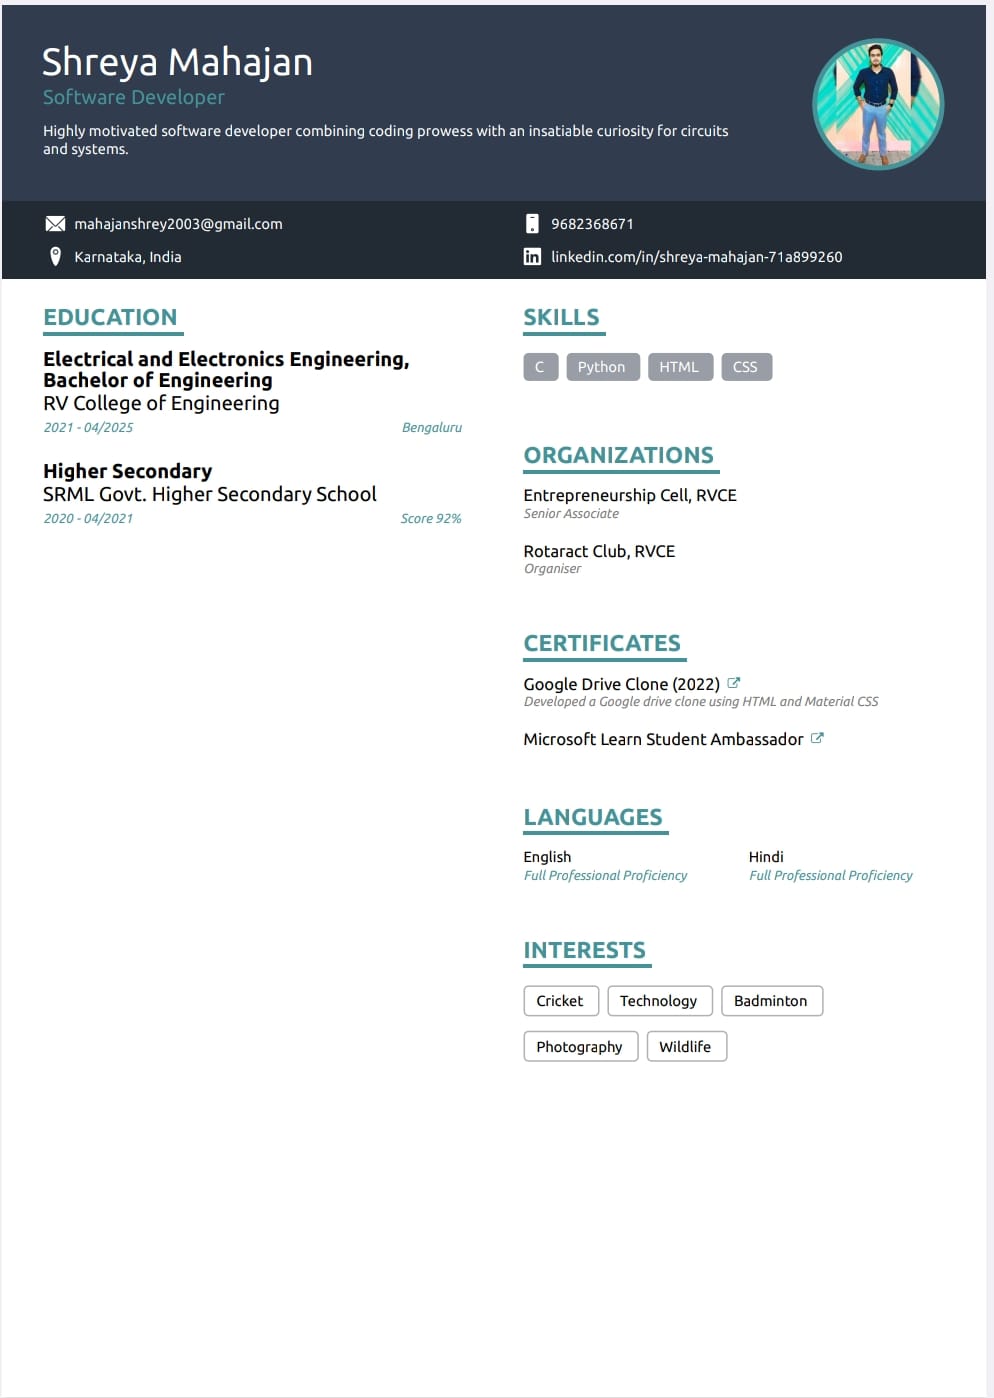 Shreya Mahajan
Software Developer
Highly motivated software developer combining coding prowess with an insatiable curiosity for circuits
and systems.
mahajanshrey2003@gmail.com
9682368671
Karnataka, India
linkedin.com/in/shreya-mahajan-71a899260
EDUCATION
Electrical and Electronics Engineering,
Bachelor of Engineering
RV College of Engineering
2021 - 04/2025 Bengaluru
Higher Secondary
SRML Govt. Higher Secondary School
2020 - 04/2021 Score 92%
SKILLS
C Python HTML CSS
ORGANIZATIONS
Entrepreneurship Cell, RVCE
Senior Associate
Rotaract Club, RVCE
Organiser
CERTIFICATES
Google Drive Clone (2022)
Developed a Google drive clone using HTML and Material CSS
Microsoft Learn Student Ambassador
LANGUAGES
English Hindi
Full Professional Proficiency Full Professional Proficiency
INTERESTS
Cricket Technology Badminton
Photography Wildlife